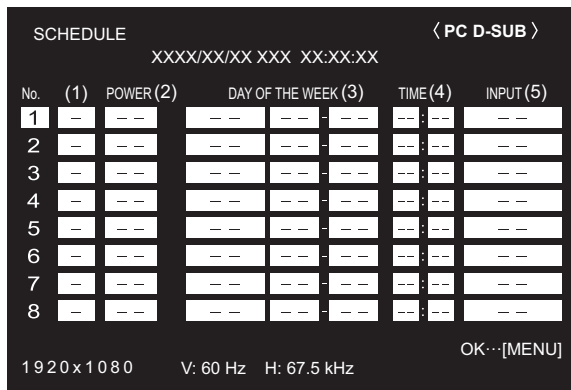 SCHEDULE 〈PC D-SUB〉
XXXX/XX/XX XXX XX:XX:XX
No. (1) POWER(2) DAY OF THE WEEK(3) TIME(4) INPUT(5)
1 – – – – – – - – – – –:– – – –
2 – – – – – – - – – – –:– – – –
3 – – – – – – - – – – –:– – – –
4 – – – – – – - – – – –:– – – –
5 – – – – – – - – – – –:– – – –
6 – – – – – – - – – – –:– – – –
7 – – – – – – - – – – –:– – – –
8 – – – – – – - – – – –:– – – –
OK···[MENU]
1920x1080 V: 60 Hz H: 67.5 kHz